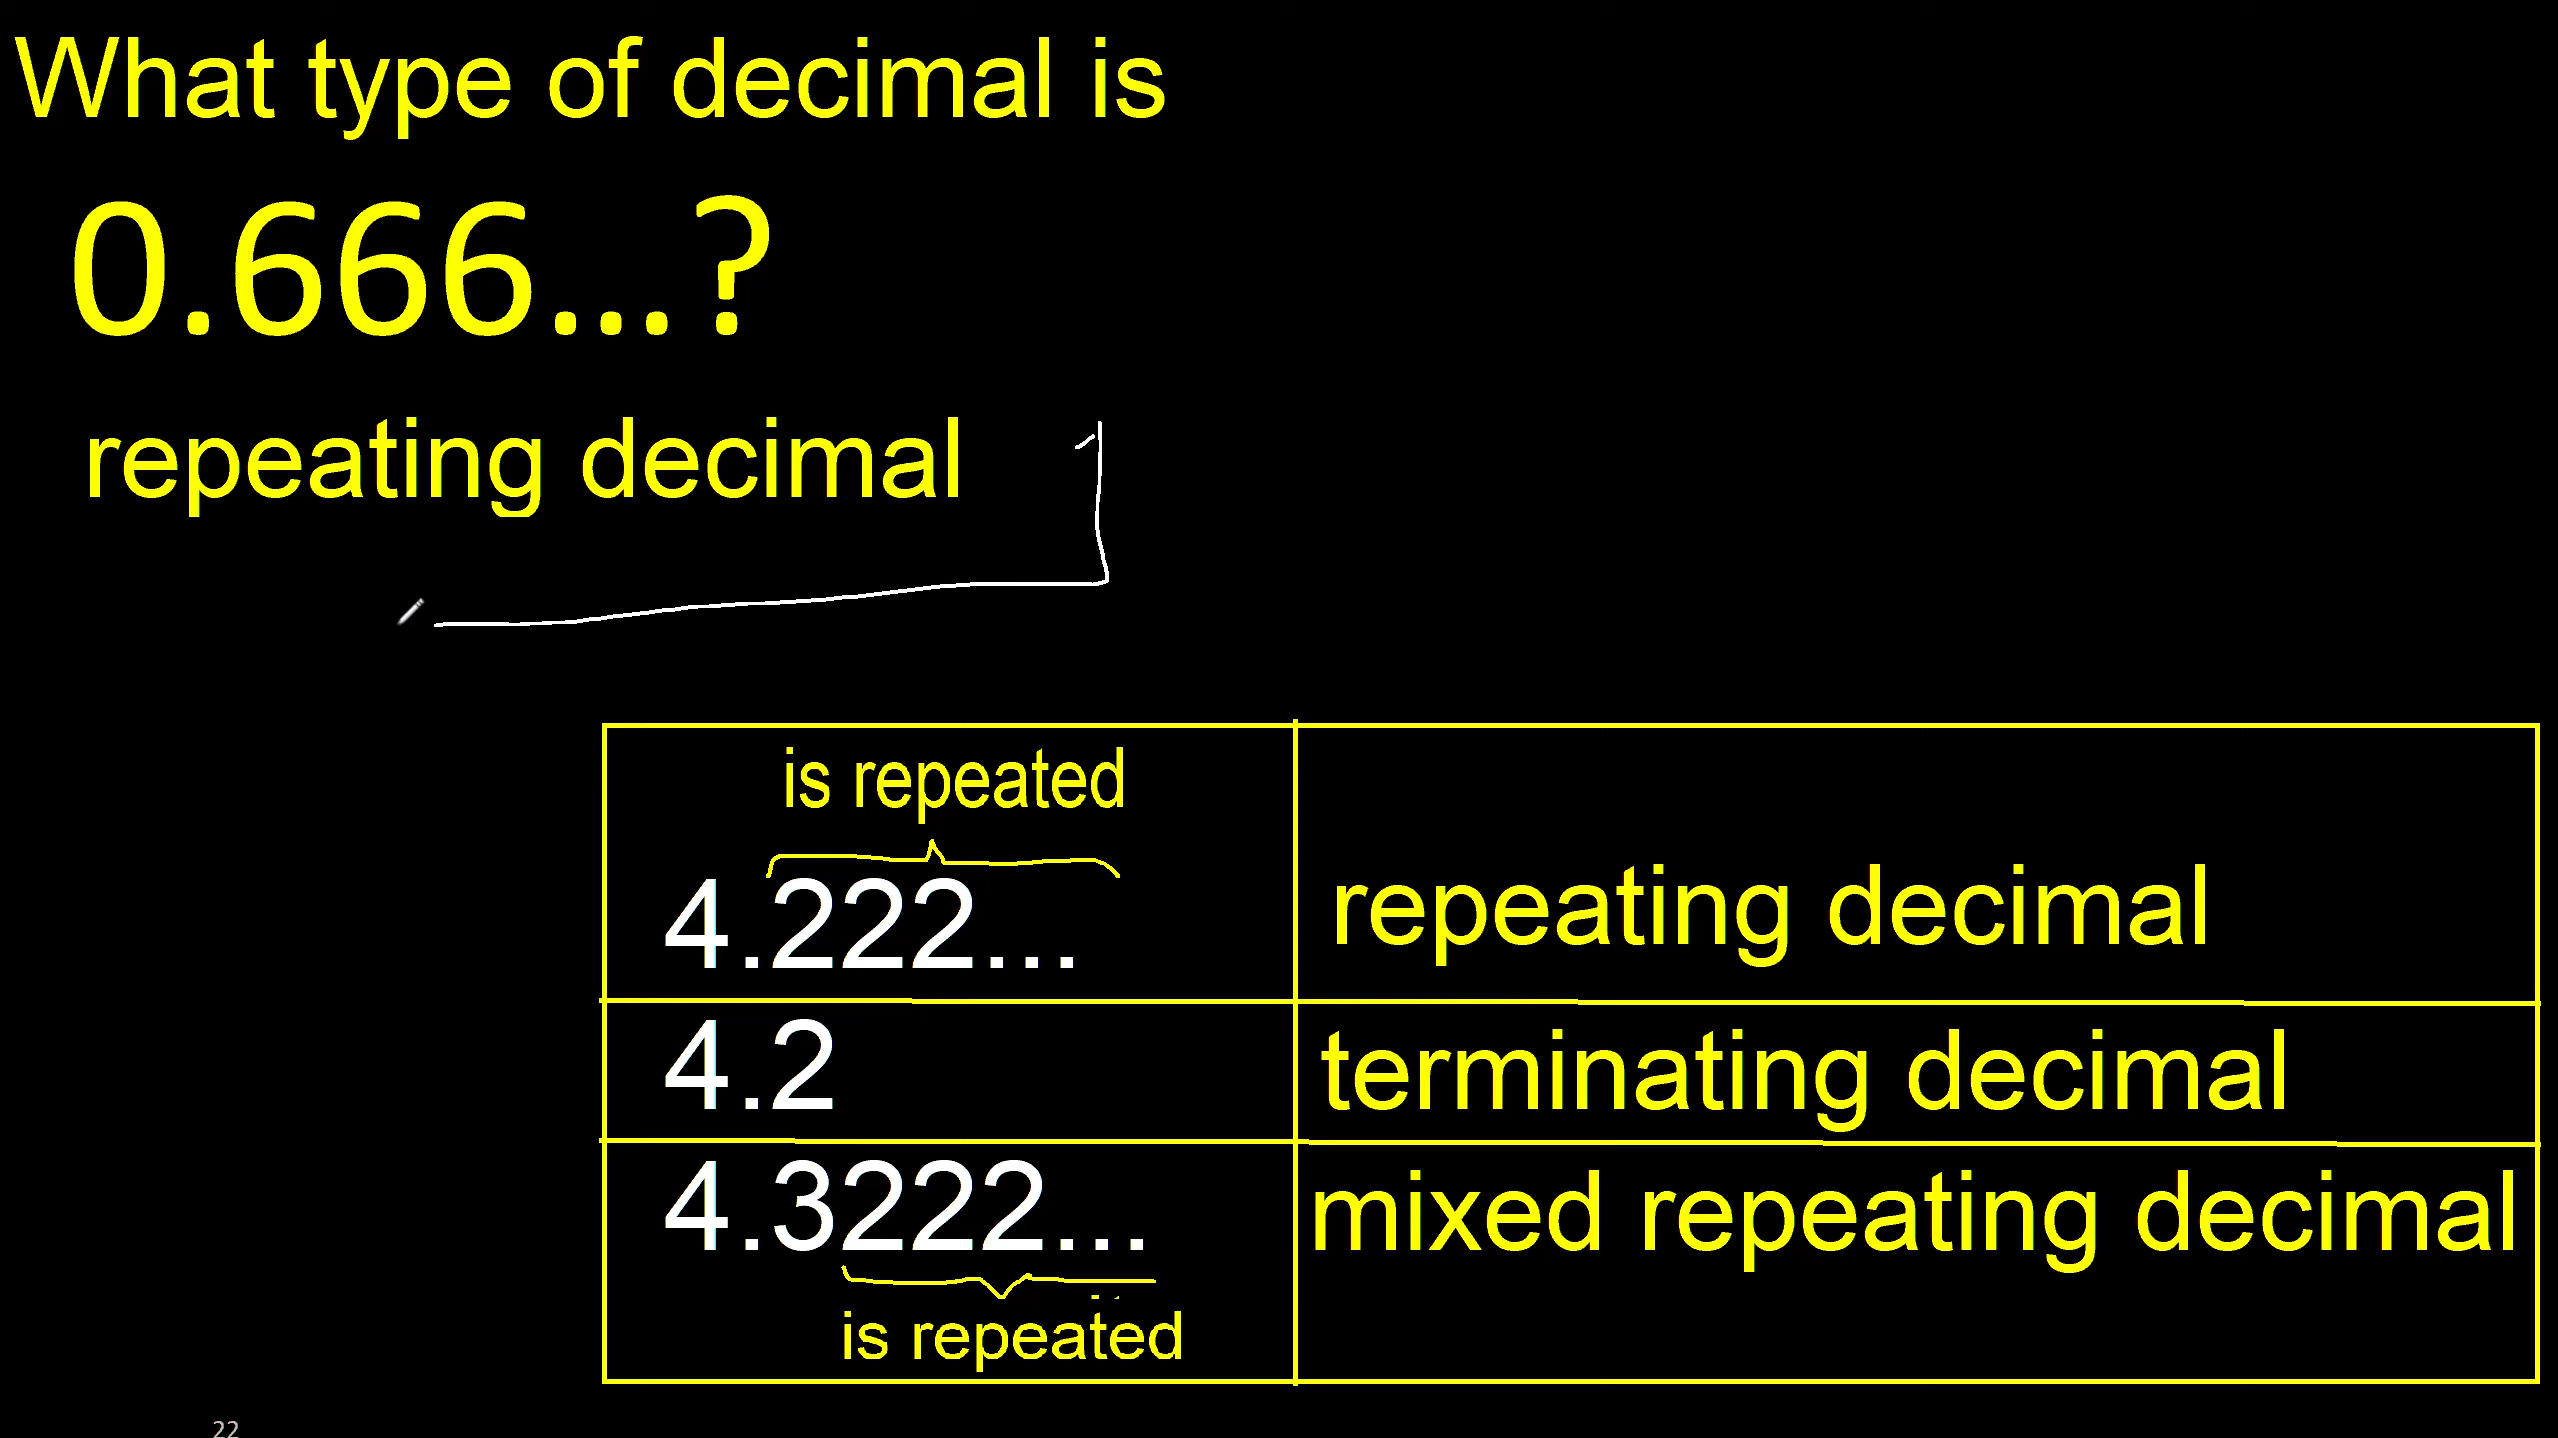 What type of decimal is
0.666...?
repeating decimal
is repeated
4.222... repeating decimal
4.2 terminating decimal
4.3222... mixed repeating decimal
is repeated
22